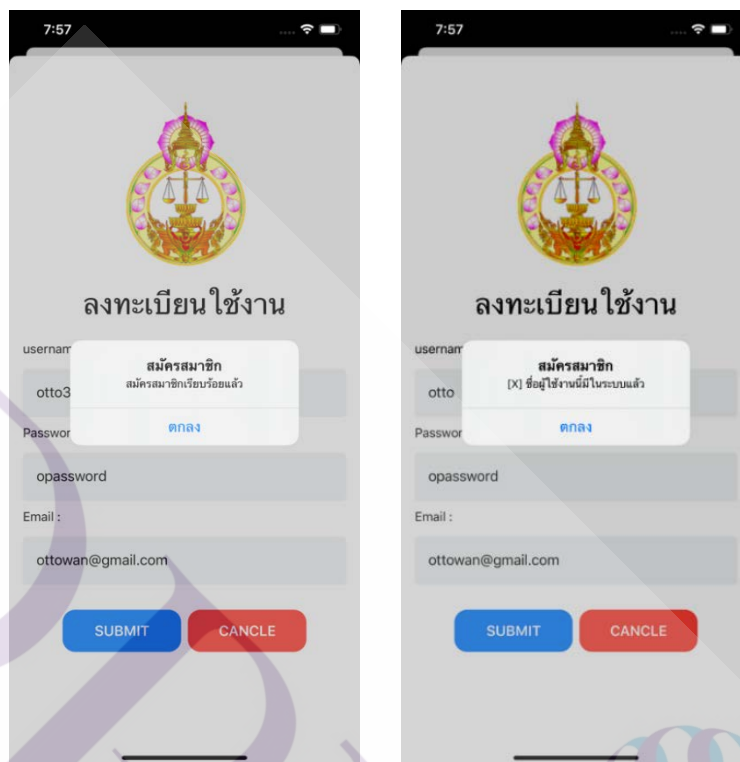 7:57
ลงทะเบียนใช้งาน
usernam
สมัครสมาชิก
สมัครสมาชิกเรียบร้อยแล้ว
otto3
ตกลง
Passwor
opassword
Email :
ottowan@gmail.com
SUBMIT CANCLE
7:57
ลงทะเบียนใช้งาน
usernam
สมัครสมาชิก
[X] ชื่อผู้ใช้งานนี้มีในระบบแล้ว
otto
ตกลง
Passwor
opassword
Email :
ottowan@gmail.com
SUBMIT CANCLE